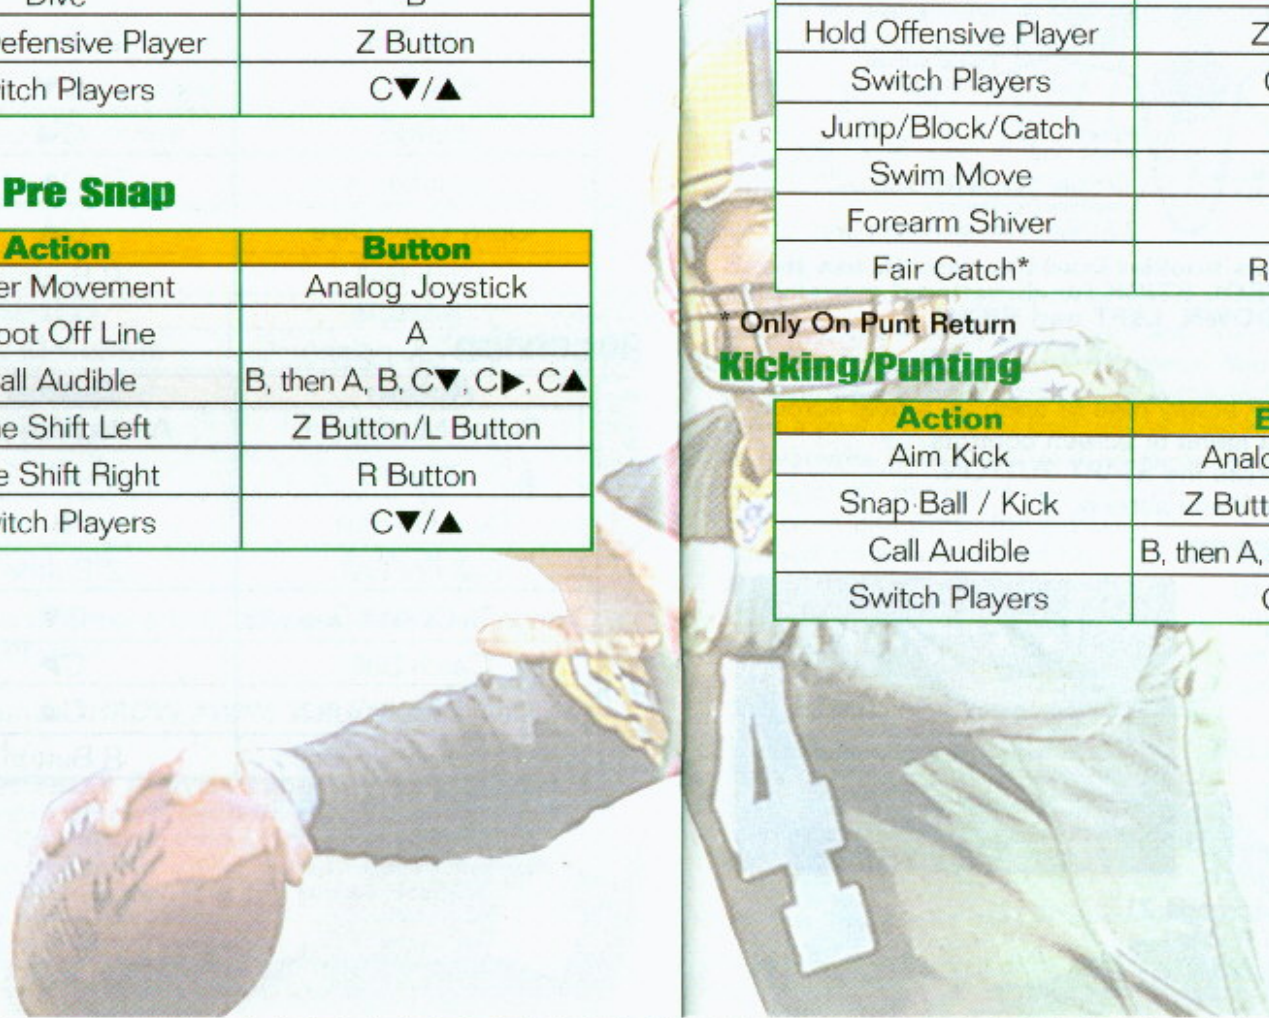 Dive B
efensive Player Z Button
itch Players C▼/▲
Pre Snap
Action Button
er Movement Analog Joystick
oot Off Line A
all Audible B, then A, B, C▼, C▶, C▲
e Shift Left Z Button/L Button
e Shift Right R Button
itch Players C▼/▲
Hold Offensive Player Z
Switch Players C
Jump/Block/Catch
Swim Move
Forearm Shiver
Fair Catch* R
* Only On Punt Return
Kicking/Punting
Action B
Aim Kick Analo
Snap Ball / Kick Z Butt
Call Audible B, then A,
Switch Players C
4